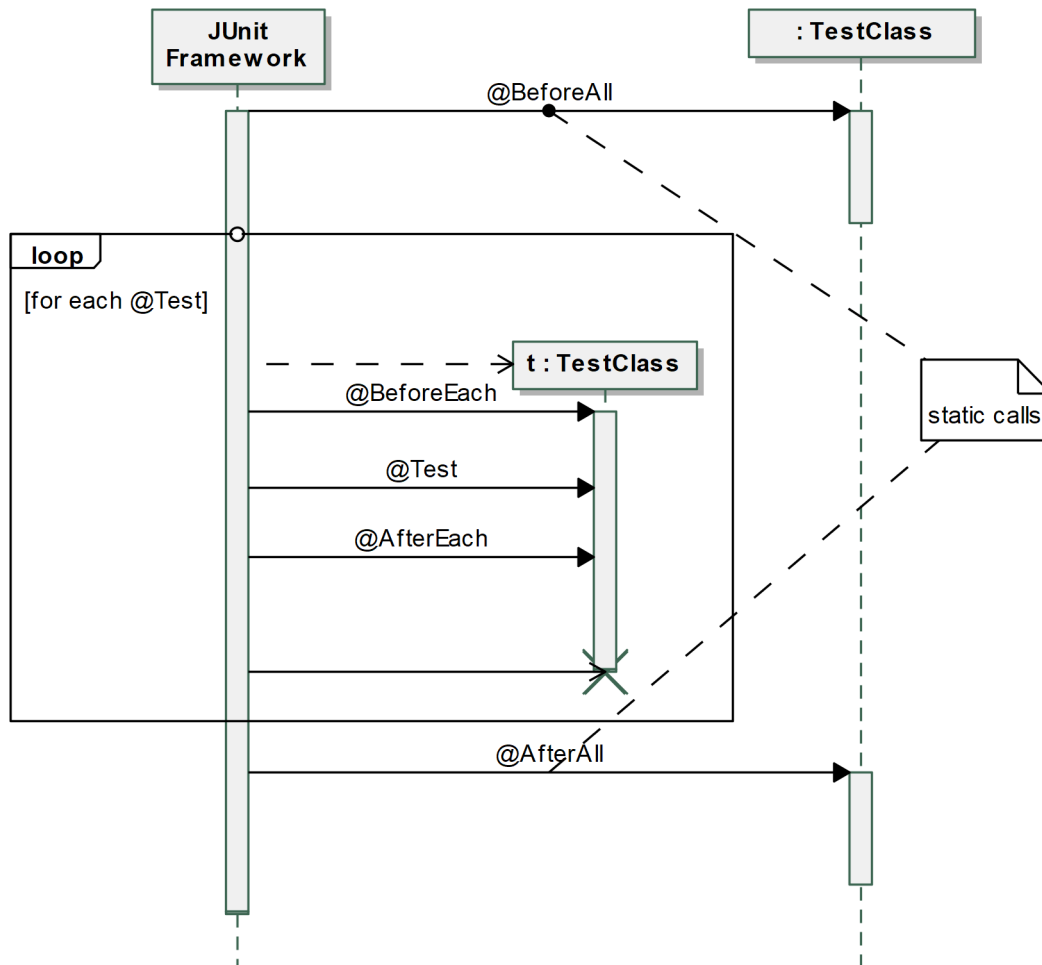 JUnit
Framework
: TestClass
@BeforeAll
loop
[for each @Test]
t : TestClass
@BeforeEach
static calls
@Test
@AfterEach
@AfterAll